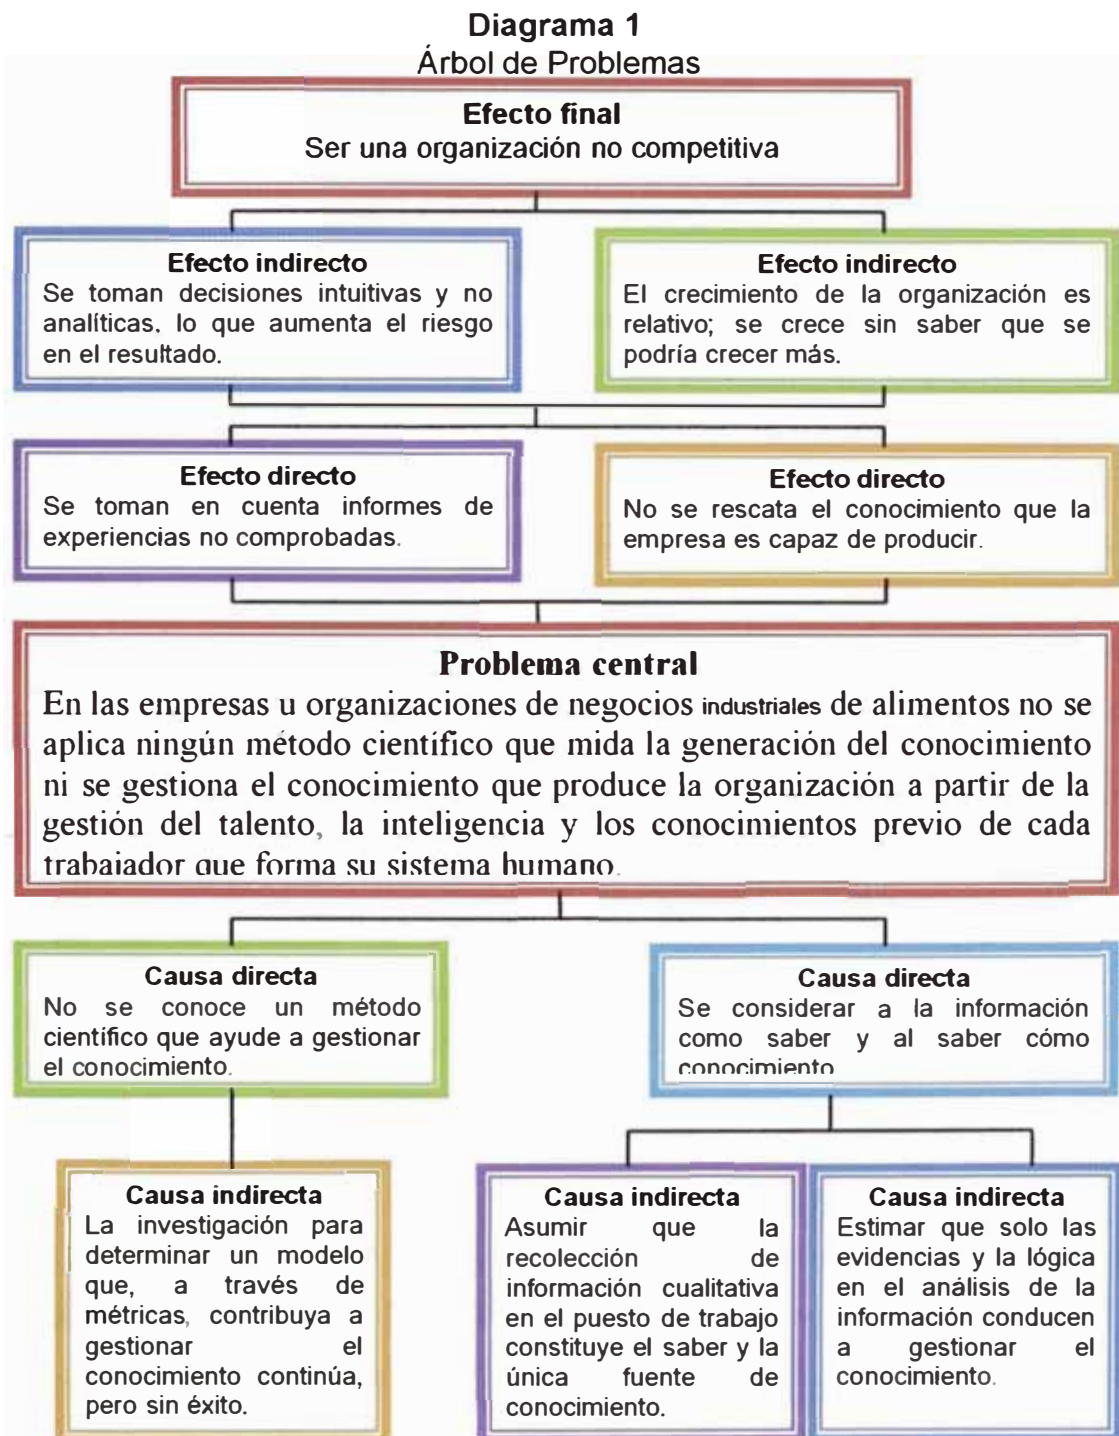 Diagrama 1
Árbol de Problemas
Efecto final
Ser una organización no competitiva
Efecto indirecto
Se toman decisiones intuitivas y no
analíticas, lo que aumenta el riesgo
en el resultado.
Efecto indirecto
El crecimiento de la organización es
relativo; se crece sin saber que se
podría crecer más.
Efecto directo
Se toman en cuenta informes de
experiencias no comprobadas.
Efecto directo
No se rescata el conocimiento que la
empresa es capaz de producir.
Problema central
En las empresas u organizaciones de negocios industriales de alimentos no se
aplica ningún método científico que mida la generación del conocimiento
ni se gestiona el conocimiento que produce la organización a partir de la
gestión del talento, la inteligencia y los conocimientos previo de cada
trabajador que forma su sistema humano.
Causa directa
No se conoce un método
científico que ayude a gestionar
el conocimiento.
Causa directa
Se considerar a la información
como saber y al saber cómo
conocimiento
Causa indirecta
La investigación para
determinar un modelo
que, a través de
métricas, contribuya a
gestionar el
conocimiento continúa,
pero sin éxito.
Causa indirecta
Asumir que la
recolección de
información cualitativa
en el puesto de trabajo
constituye el saber y la
única fuente de
conocimiento.
Causa indirecta
Estimar que solo las
evidencias y la lógica
en el análisis de la
información conducen
a gestionar el
conocimiento.